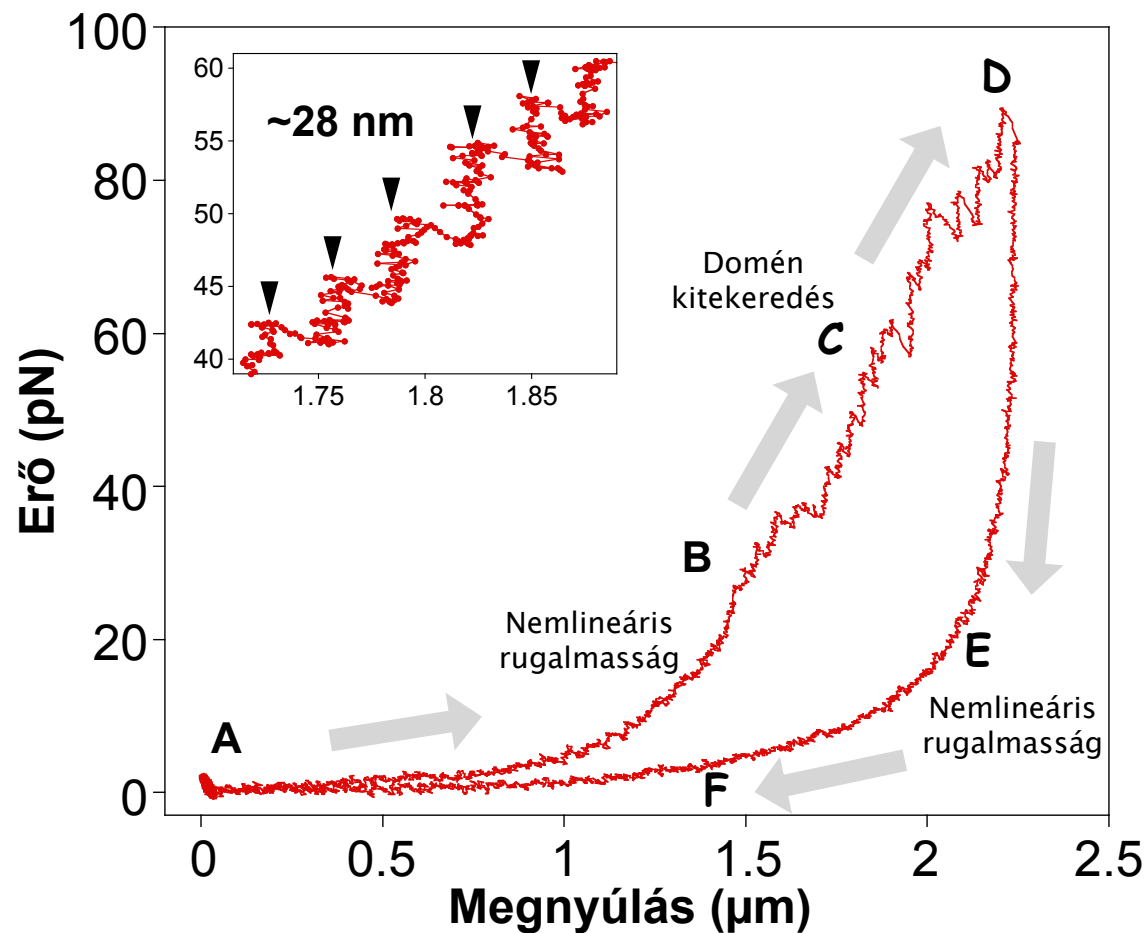 100
80
60
40
20
0
Erő (pN)
60
55
50
45
40
~28 nm
1.75
1.8
1.85
D
Domén
kitekeredés
C
B
Nemlineáris
rugalmasság
E
Nemlineáris
rugalmasság
A
F
0
0.5
1
1.5
2
2.5
Megnyúlás (µm)